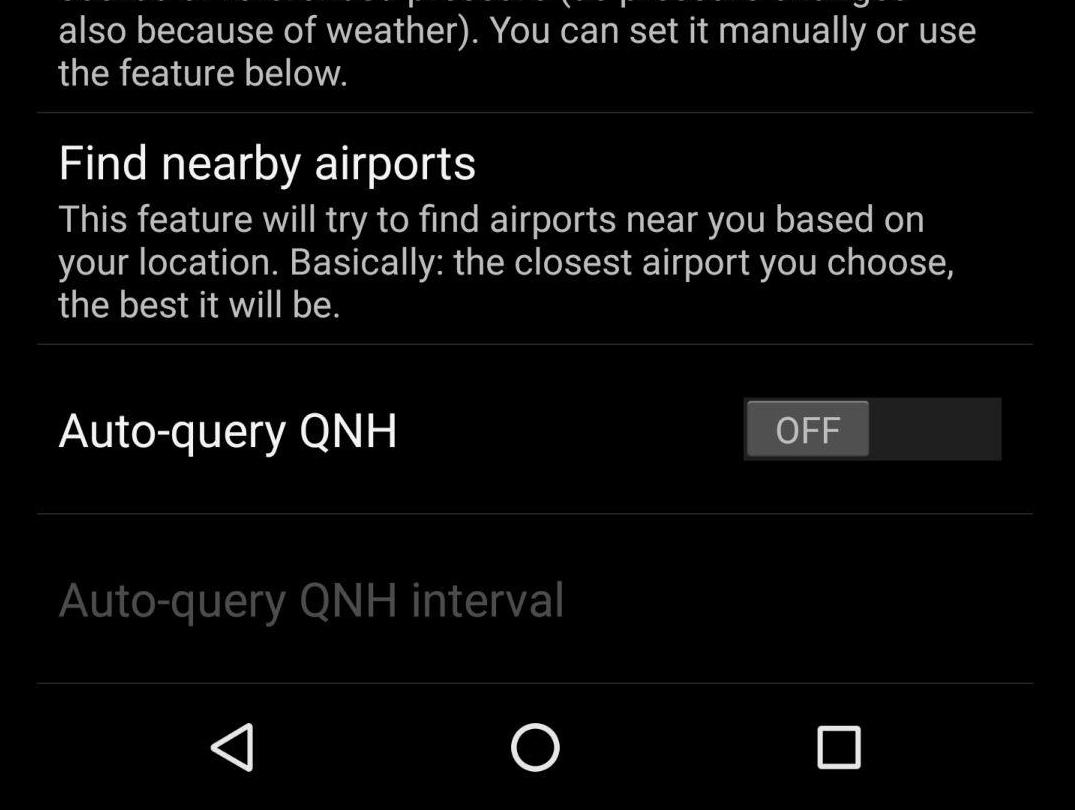 also because of weather). You can set it manually or use
the feature below.
Find nearby airports
This feature will try to find airports near you based on
your location. Basically: the closest airport you choose,
the best it will be.
Auto-query QNH
OFF
Auto-query QNH interval